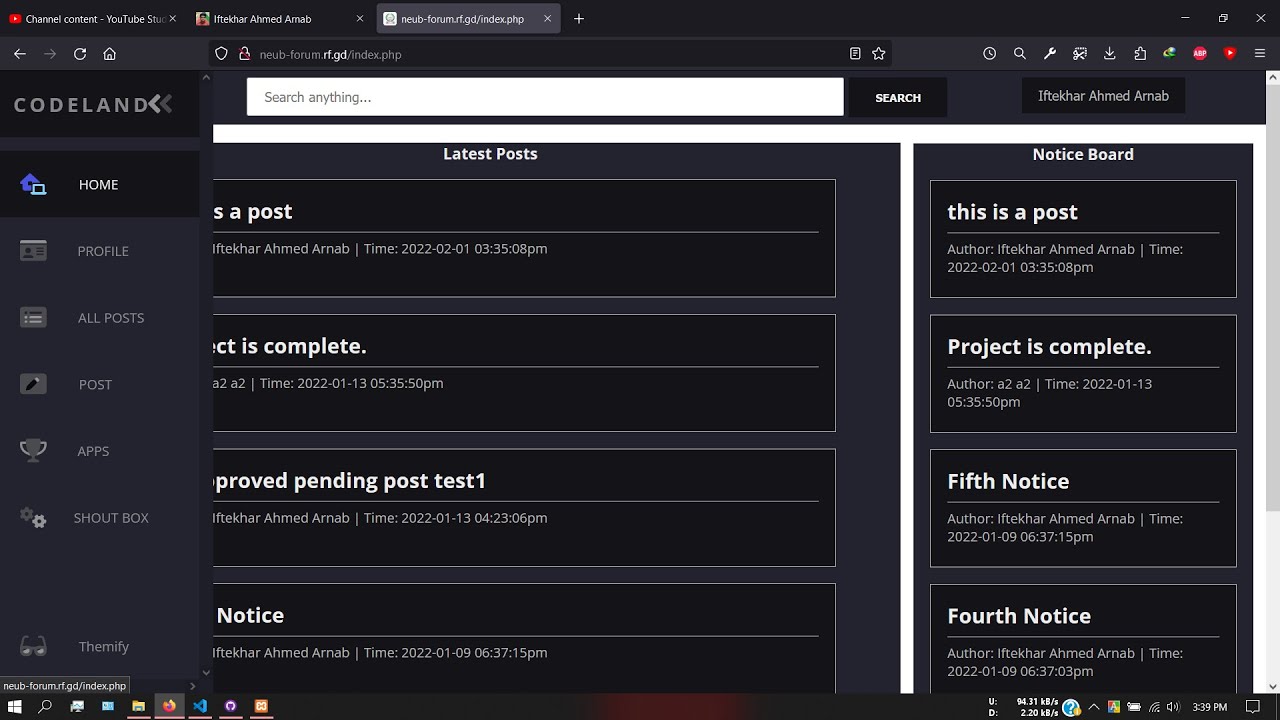 Channel content - YouTube Stud
Iftekhar Ahmed Arnab
neub-forum.rf.gd/index.php
neub-forum.rf.gd/index.php
ABP
CODELAND
Search anything...
SEARCH
Iftekhar Ahmed Arnab
HOME
PROFILE
ALL POSTS
POST
APPS
SHOUT BOX
Themify
Latest Posts
s a post
Iftekhar Ahmed Arnab | Time: 2022-02-01 03:35:08pm
ect is complete.
a2 a2 | Time: 2022-01-13 05:35:50pm
proved pending post test1
Iftekhar Ahmed Arnab | Time: 2022-01-13 04:23:06pm
Notice
Iftekhar Ahmed Arnab | Time: 2022-01-09 06:37:15pm
Notice Board
this is a post
Author: Iftekhar Ahmed Arnab | Time:
2022-02-01 03:35:08pm
Project is complete.
Author: a2 a2 | Time: 2022-01-13
05:35:50pm
Fifth Notice
Author: Iftekhar Ahmed Arnab | Time:
2022-01-09 06:37:15pm
Fourth Notice
Author: Iftekhar Ahmed Arnab | Time:
2022-01-09 06:37:03pm
neub-forum.rf.gd/index.php
U: 94.31 kB/s
D: 2.20 kB/s
3:39 PM